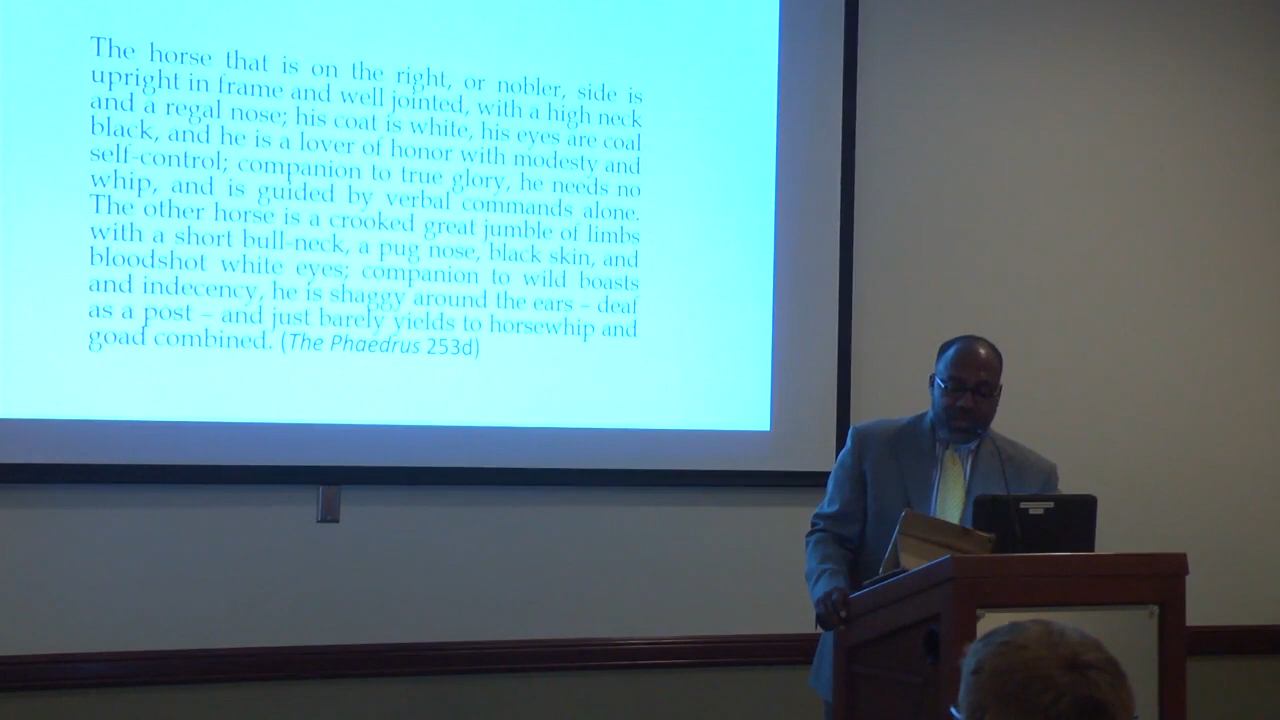 The horse that is on the right, or nobler, side is
upright in frame and well jointed, with a high neck
and a regal nose; his coat is white, his eyes are coal
black, and he is a lover of honor with modesty and
self-control; companion to true glory, he needs no
whip, and is guided by verbal commands alone.
The other horse is a crooked great jumble of limbs
with a short bull-neck, a pug nose, black skin, and
bloodshot white eyes; companion to wild boasts
and indecency, he is shaggy around the ears – deaf
as a post – and just barely yields to horsewhip and
goad combined. (The Phaedrus 253d)